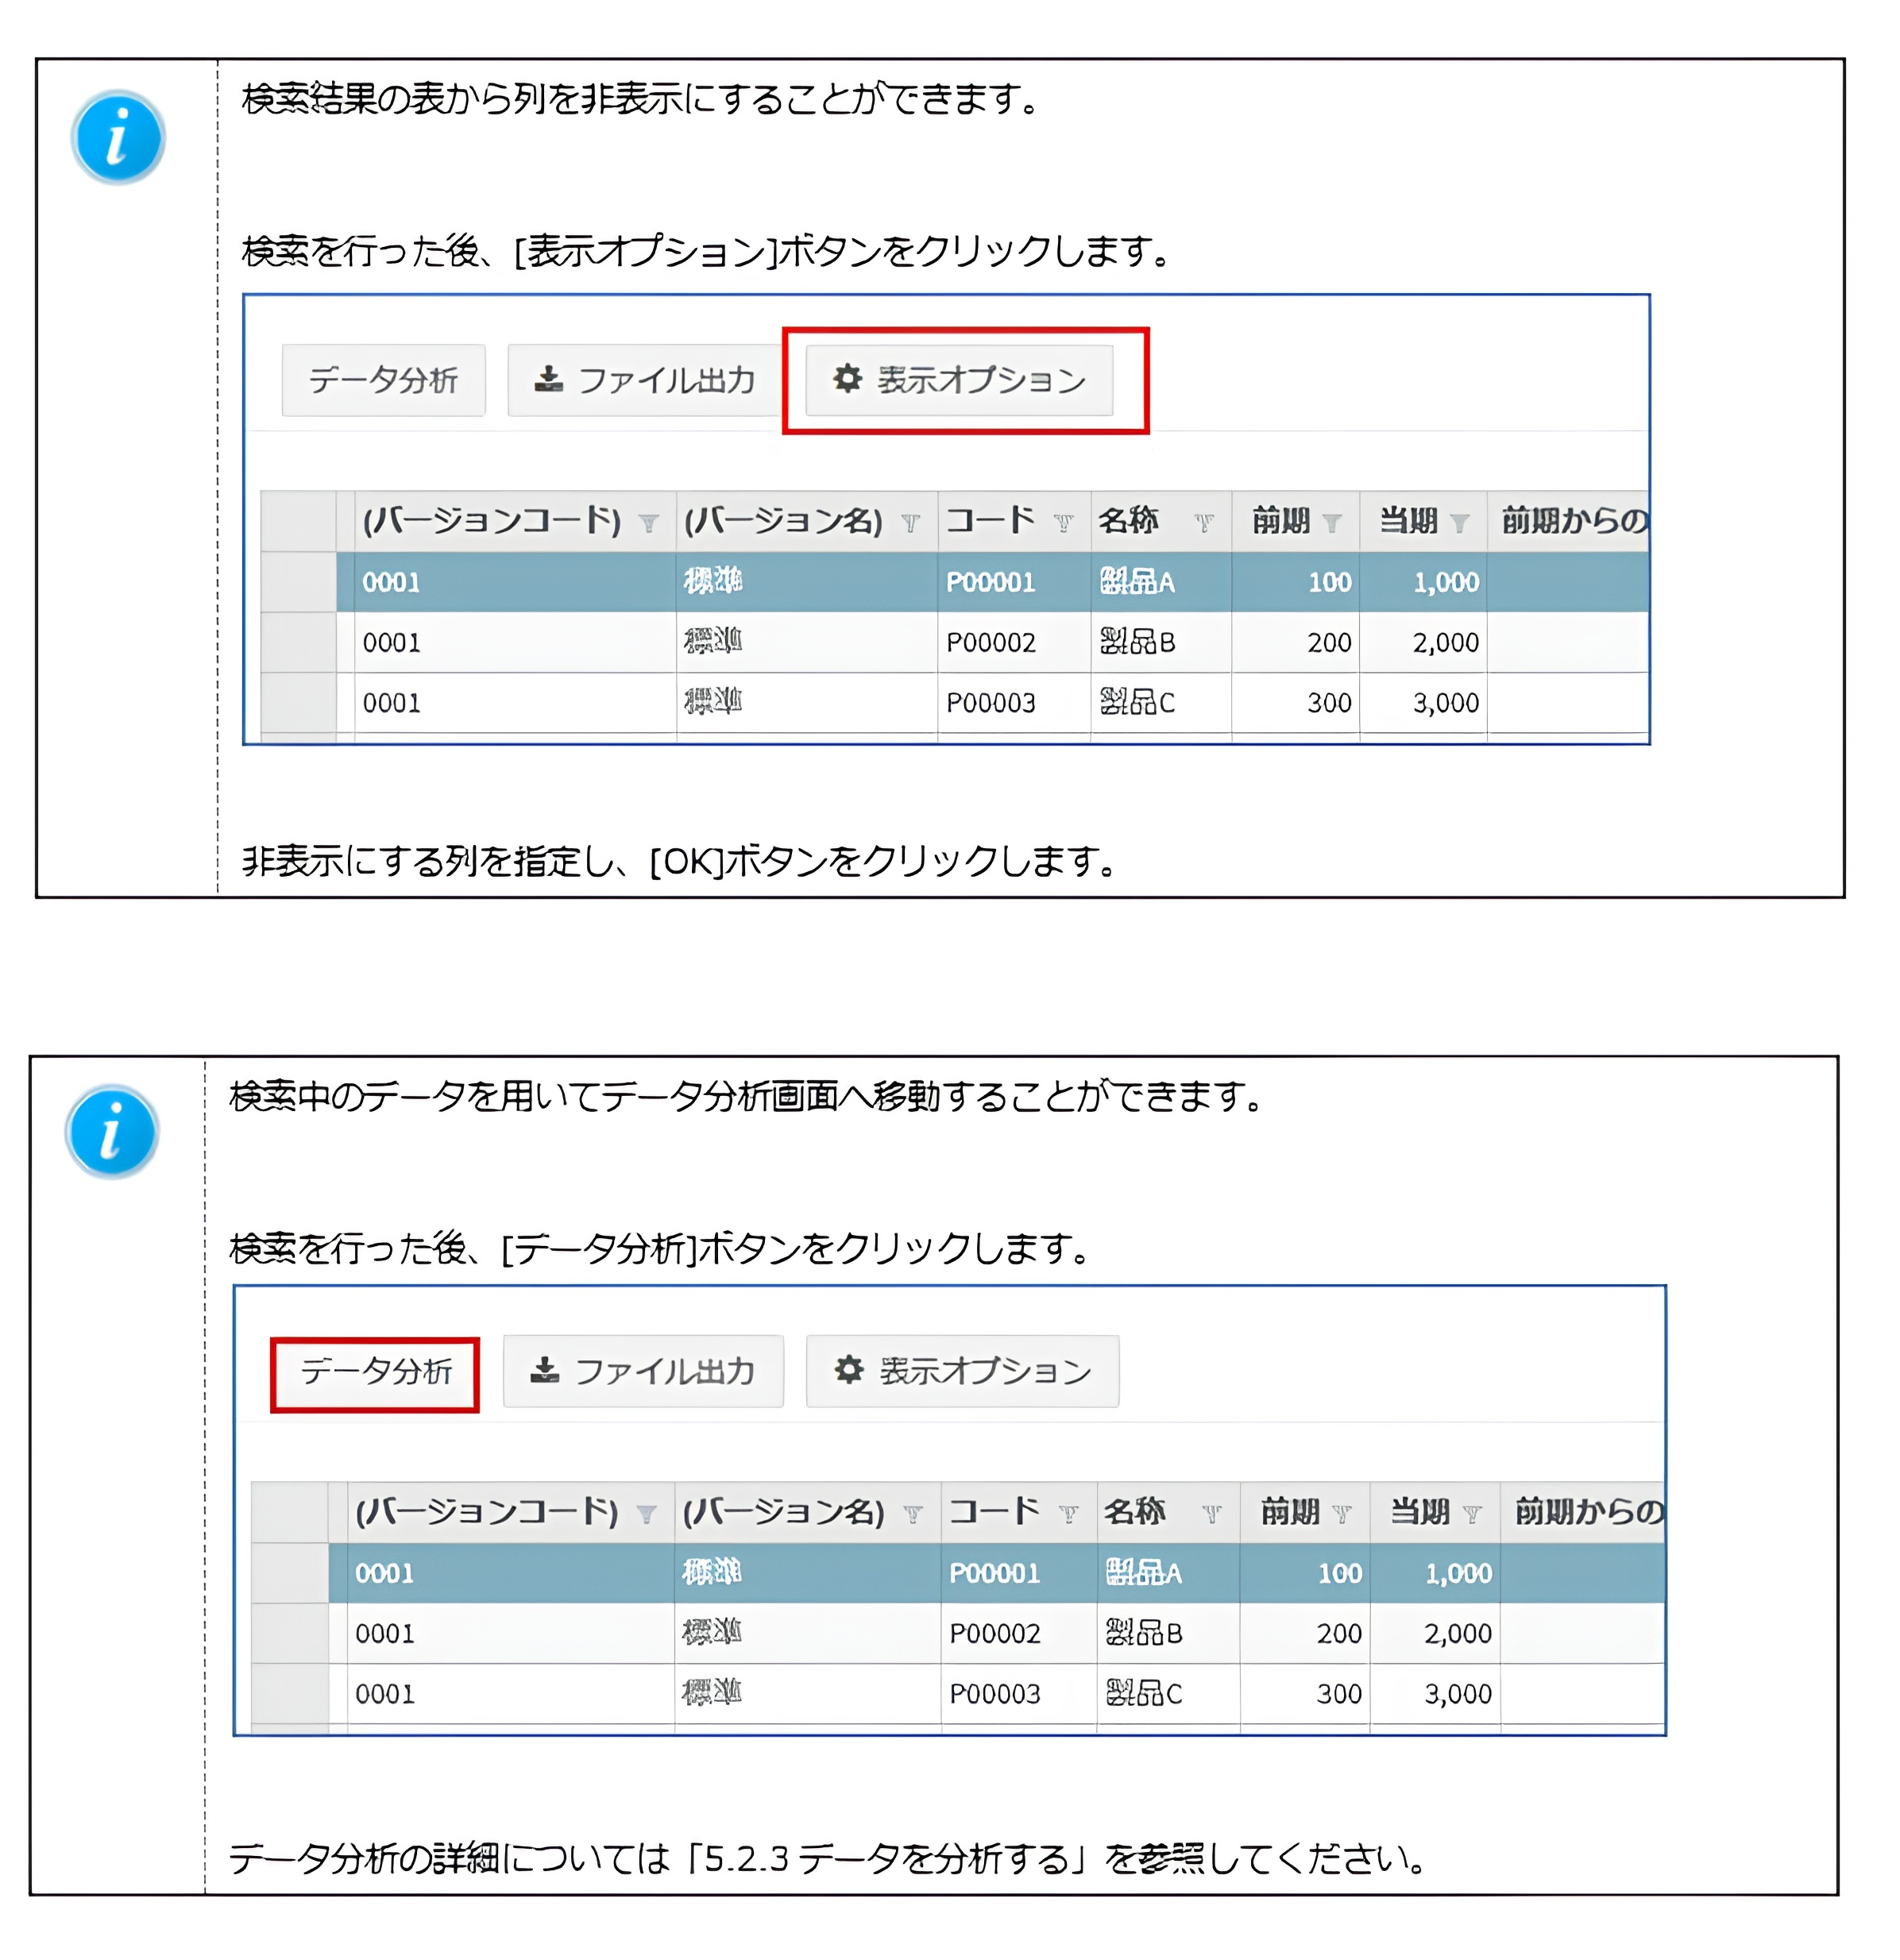 検索結果の表から列を非表示にすることができます。
検索を行った後、[表示オプション]ボタンをクリックします。
データ分析 ファイル出力 表示オプション
(バージョンコード) (バージョン名) コード 名称 前期 当期 前期からの
0001 標準 P00001 製品A 100 1,000
0001 標準 P00002 製品B 200 2,000
0001 標準 P00003 製品C 300 3,000
非表示にする列を指定し、[OK]ボタンをクリックします。
検索中のデータを用いてデータ分析画面へ移動することができます。
検索を行った後、[データ分析]ボタンをクリックします。
データ分析 ファイル出力 表示オプション
(バージョンコード) (バージョン名) コード 名称 前期 当期 前期からの
0001 標準 P00001 製品A 100 1,000
0001 標準 P00002 製品B 200 2,000
0001 標準 P00003 製品C 300 3,000
データ分析の詳細については「5.2.3 データを分析する」を参照してください。